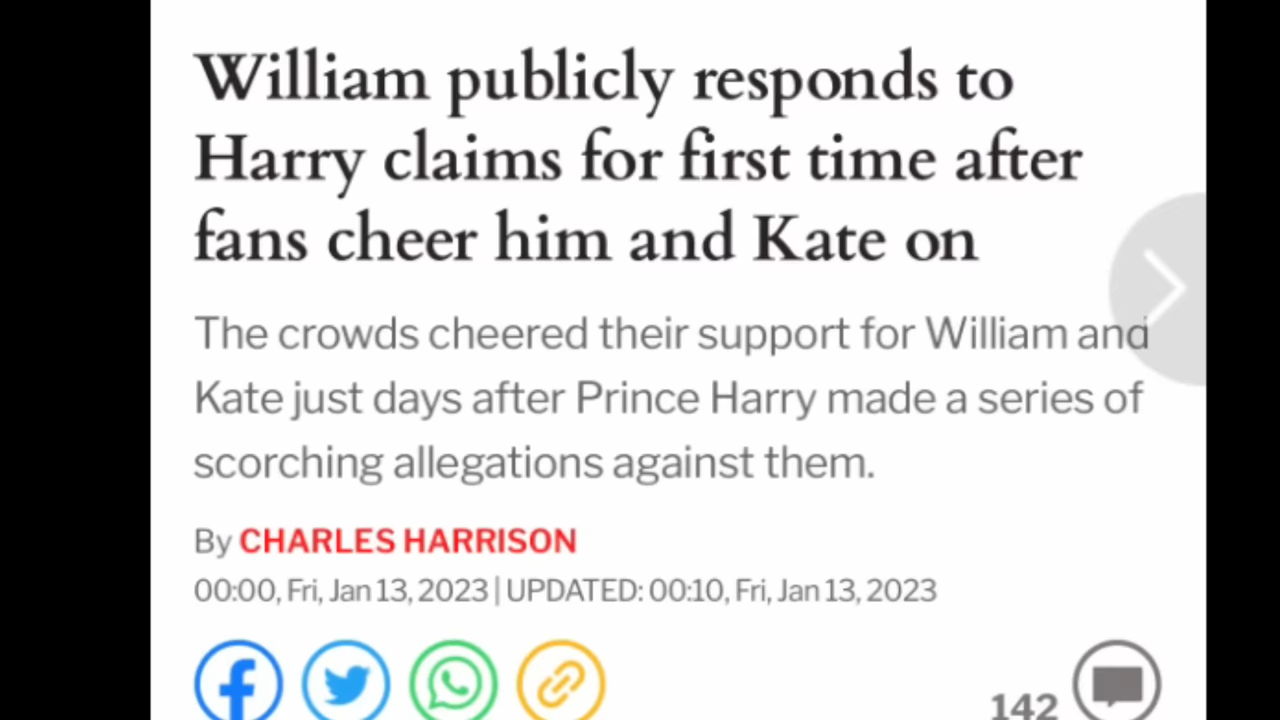 William publicly responds to
Harry claims for first time after
fans cheer him and Kate on
The crowds cheered their support for William and
Kate just days after Prince Harry made a series of
scorching allegations against them.
By CHARLES HARRISON
00:00, Fri, Jan 13, 2023 | UPDATED: 00:10, Fri, Jan 13, 2023
142